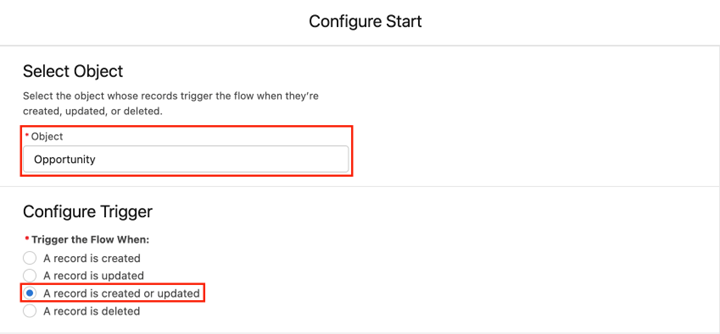 Configure Start
Select Object
Select the object whose records trigger the flow when they're
created, updated, or deleted.
* Object
Opportunity
Configure Trigger
* Trigger the Flow When:
A record is created
A record is updated
A record is created or updated
A record is deleted